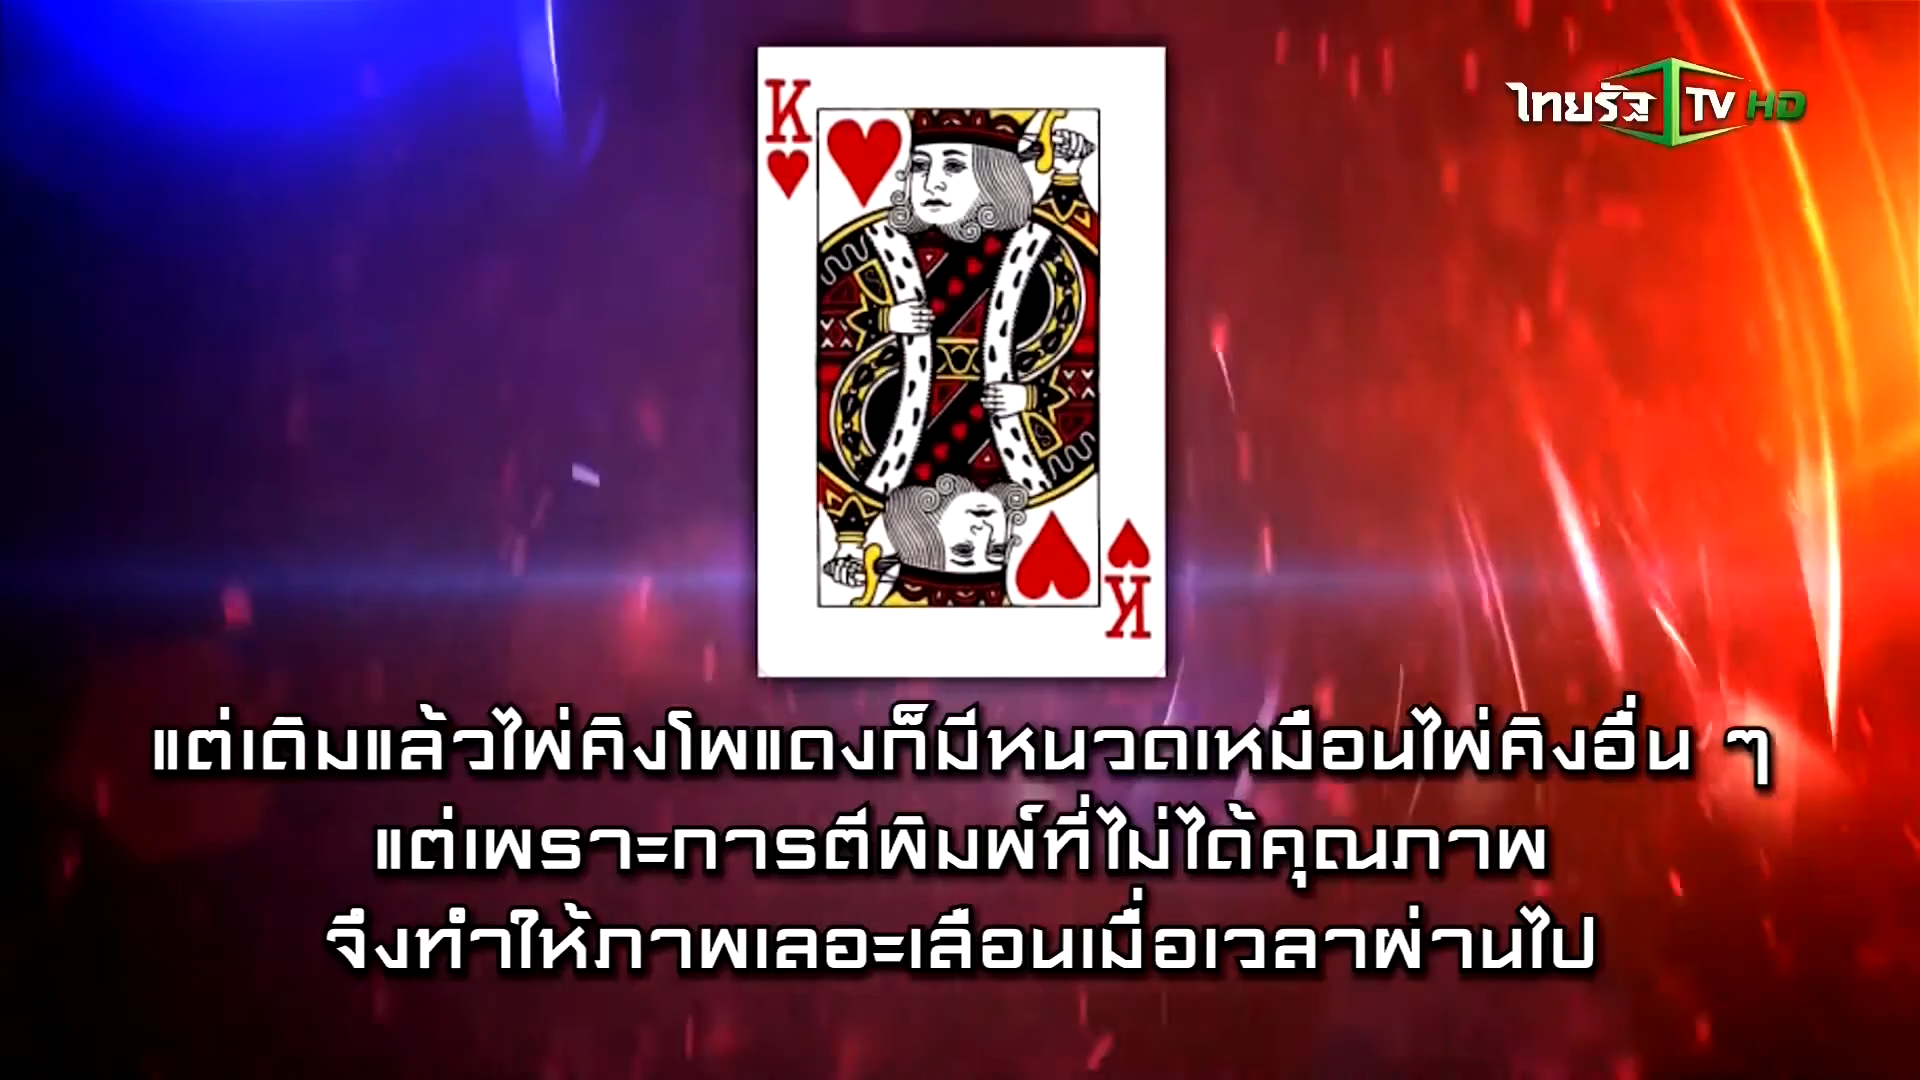 ไทยรัฐ TV HD
K
แต่เดิมแล้วไพ่คิงโพแดงก็มีหนวดเหมือนไพ่คิงอื่น ๆ
แต่เพราะการตีพิมพ์ที่ไม่ได้คุณภาพ
จึงทำให้ภาพเลอะเลือนเมื่อเวลาผ่านไป
K